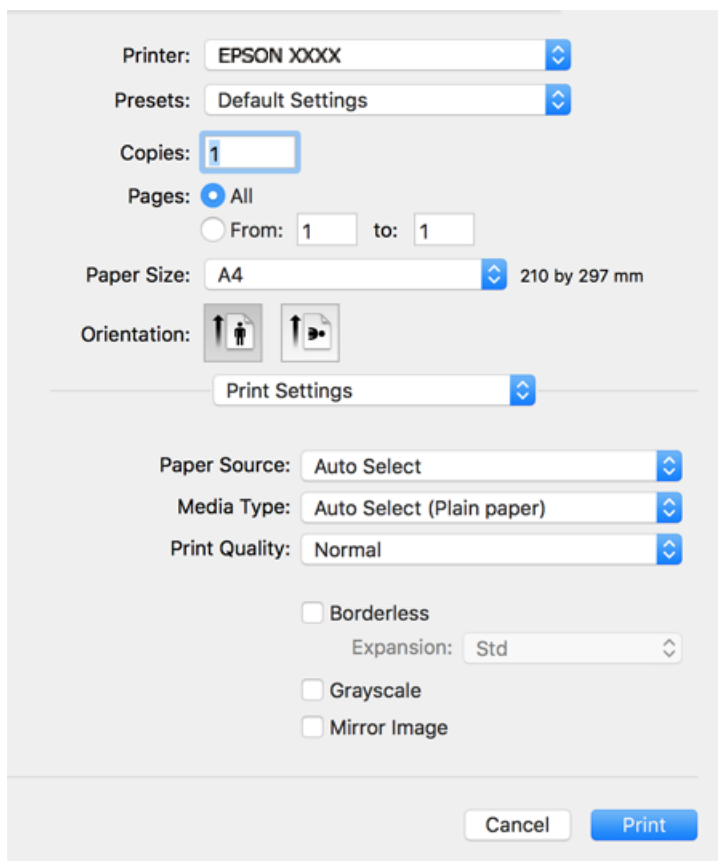 Printer: EPSON XXXX
Presets: Default Settings
Copies: 1
Pages: All
From: 1 to: 1
Paper Size: A4 210 by 297 mm
Orientation:
Print Settings
Paper Source: Auto Select
Media Type: Auto Select (Plain paper)
Print Quality: Normal
Borderless
Expansion: Std
Grayscale
Mirror Image
Cancel Print